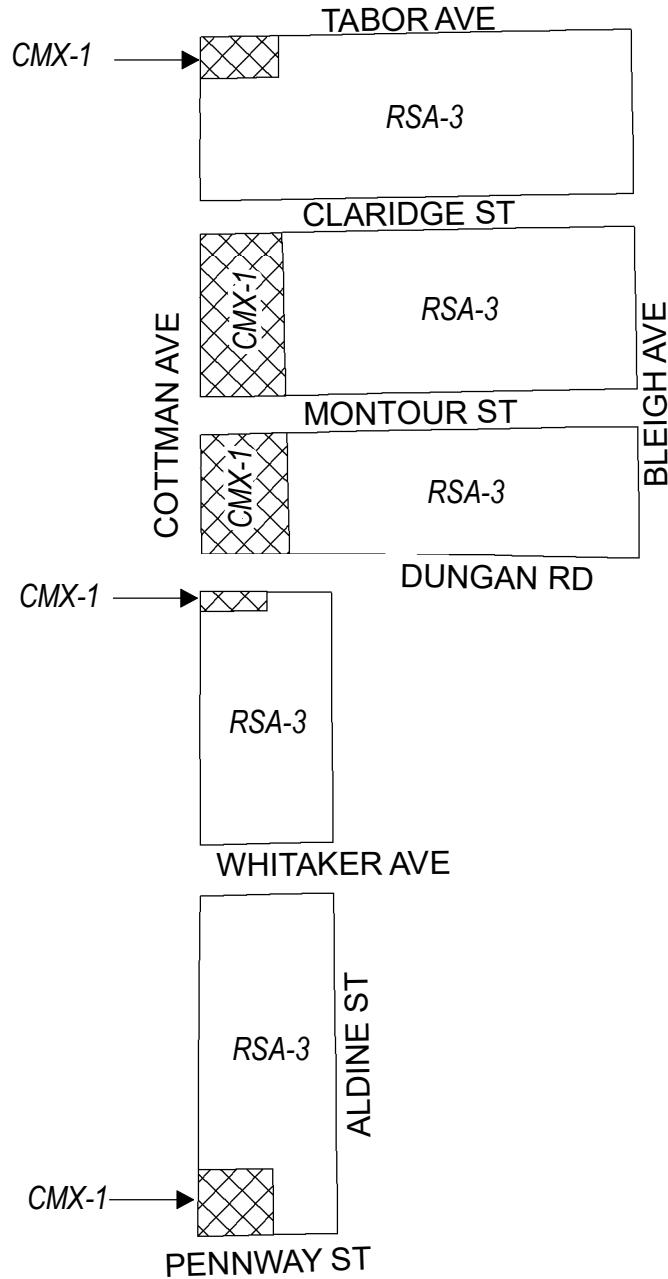 TABOR AVE
CMX-1
RSA-3
CLARIDGE ST
CMX-1
RSA-3
COTTMAN AVE
BLEIGH AVE
MONTOUR ST
CMX-1
RSA-3
DUNGAN RD
CMX-1
RSA-3
WHITAKER AVE
RSA-3
ALDINE ST
CMX-1
PENNWAY ST